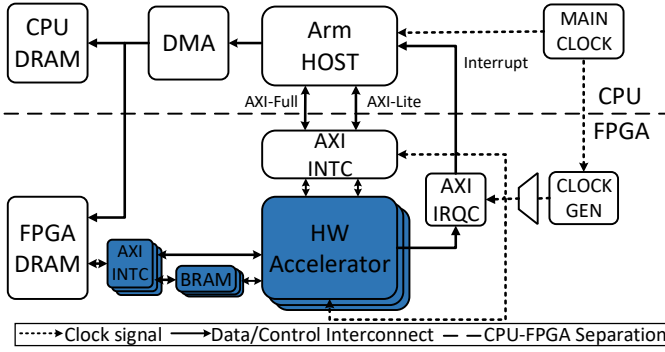 CPU
DRAM
DMA
Arm
HOST
MAIN
CLOCK
Interrupt
AXI-Full
AXI-Lite
CPU
FPGA
AXI
INTC
AXI
IRQC
CLOCK
GEN
FPGA
DRAM
AXI
INTC
BRAM
HW
Accelerator
Clock signal
Data/Control Interconnect
CPU-FPGA Separation